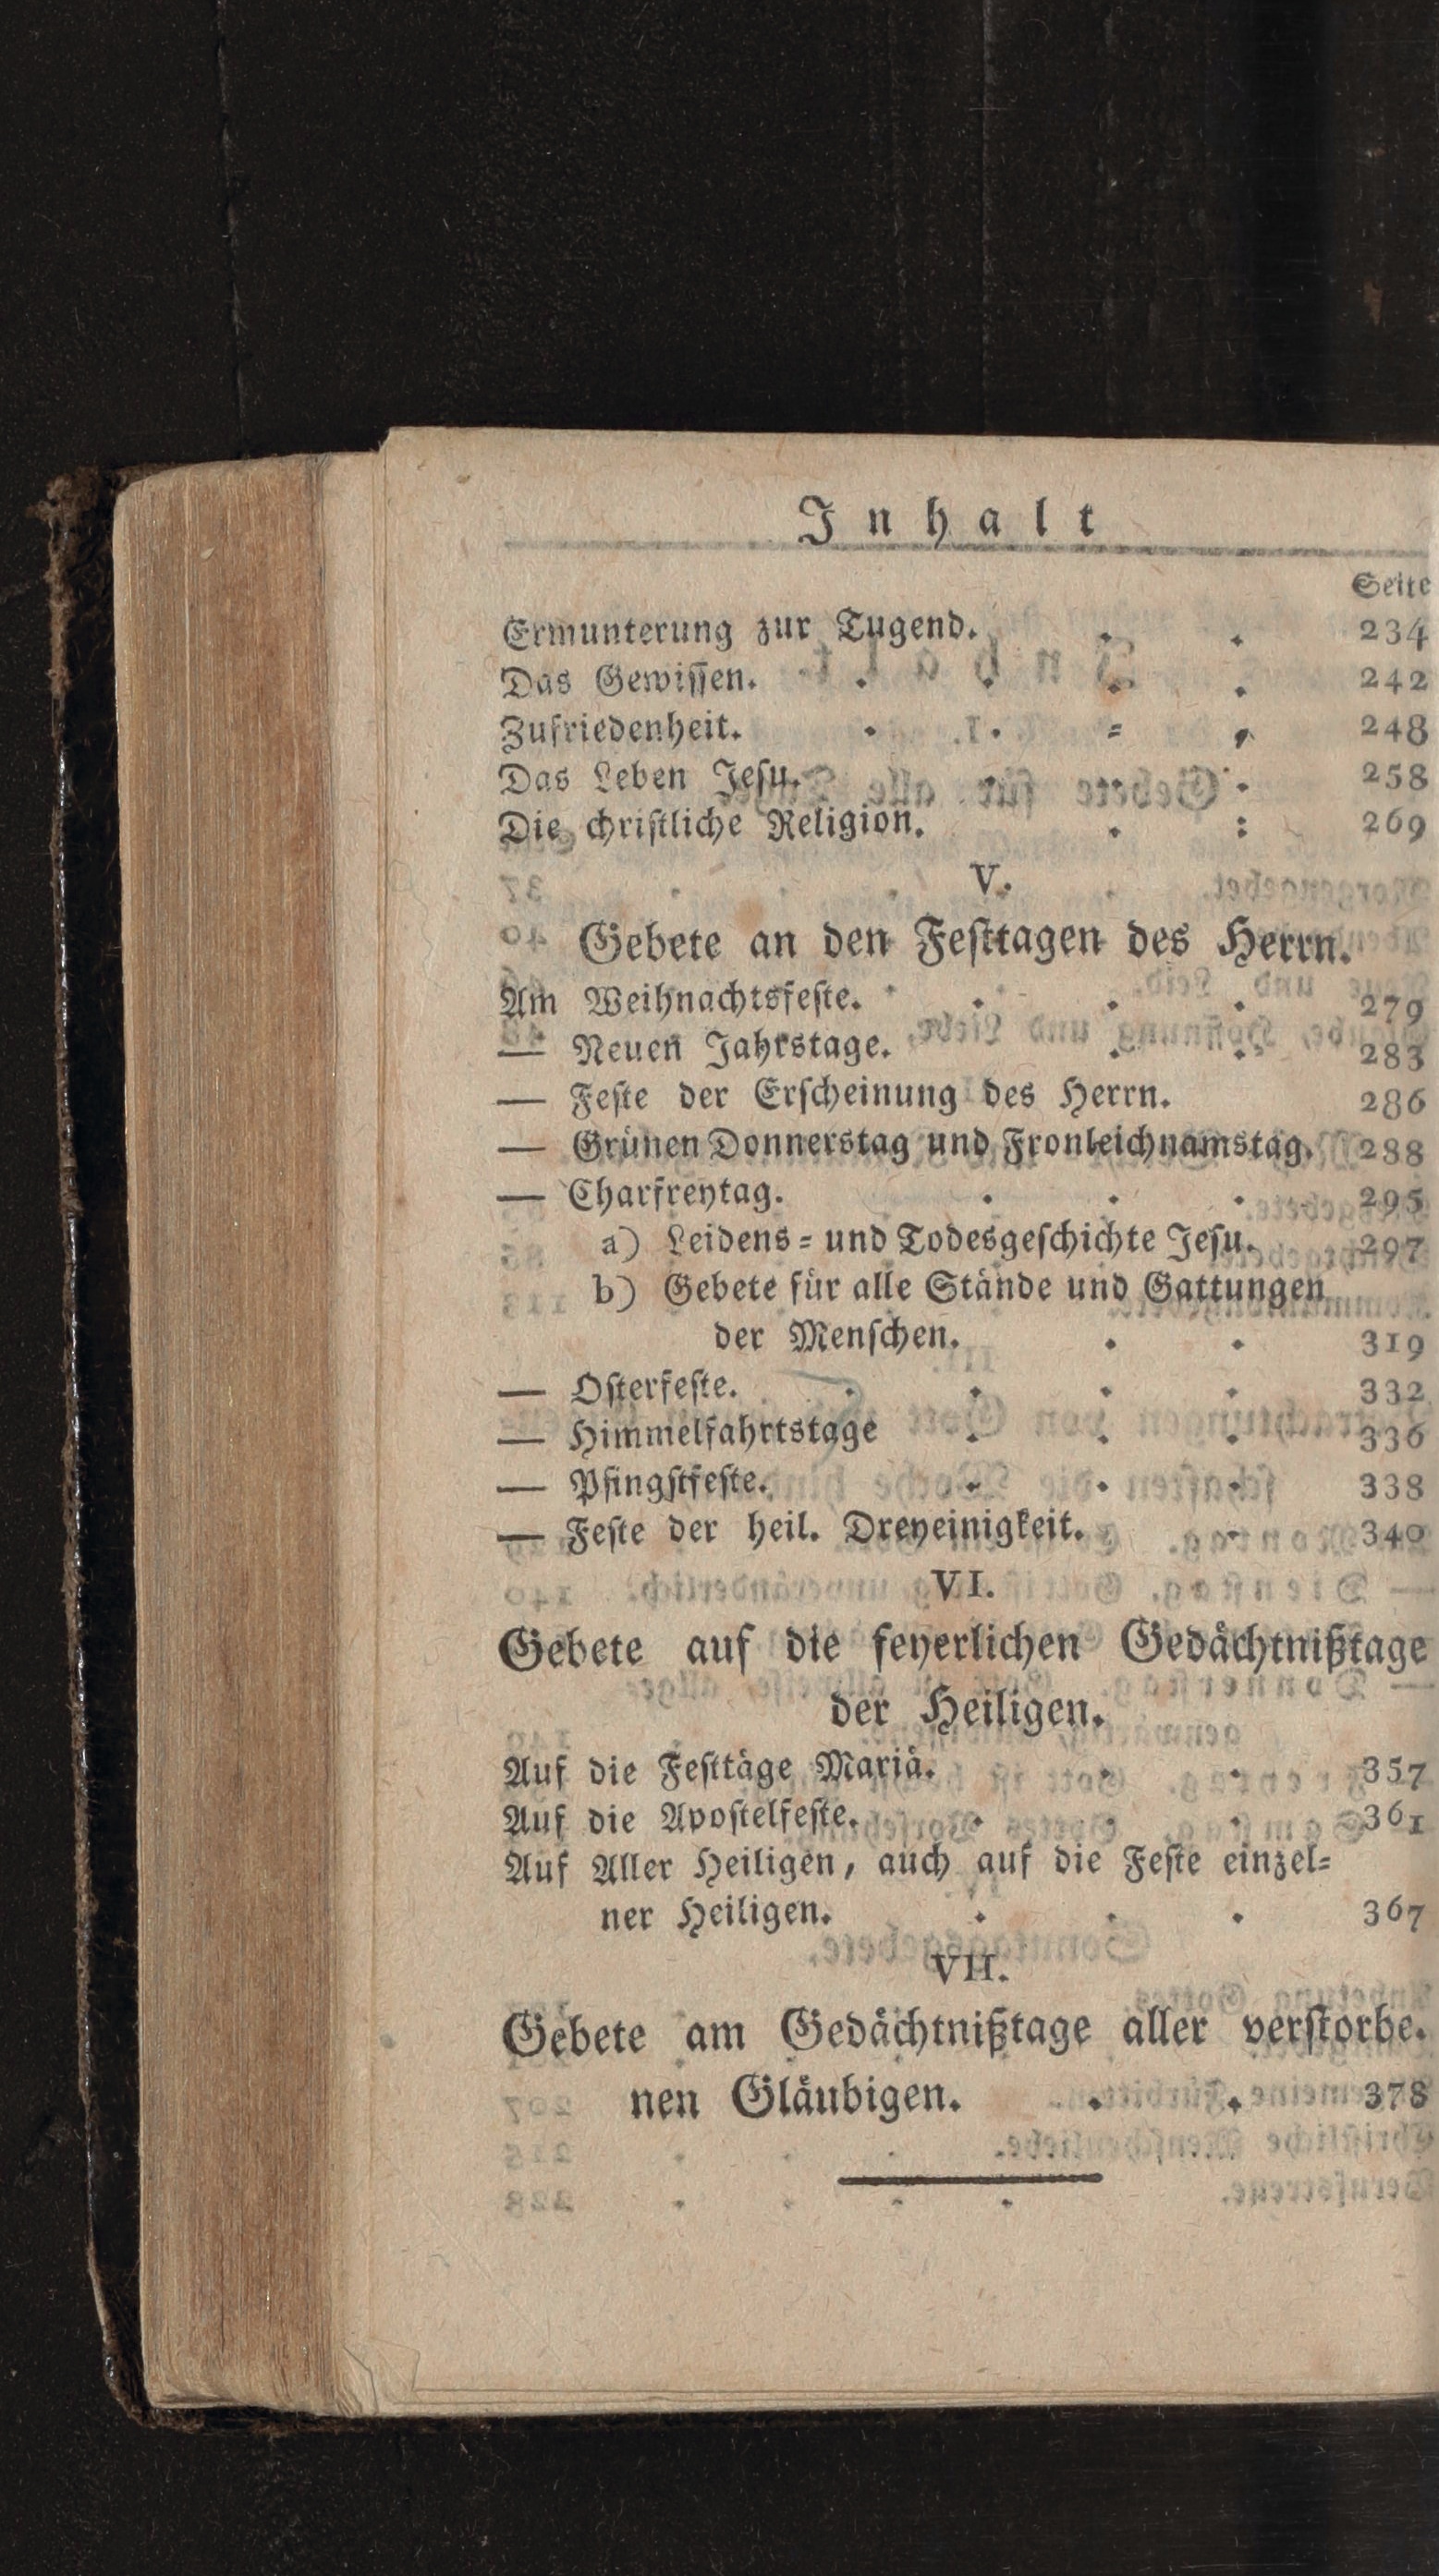 Inhalt
Seite
Ermunterung zur Tugend. . . 234
Das Gewissen. . . . . 242
Zufriedenheit. . . = , 248
Das Leben Jesu. . . . 258
Die christliche Religion. . : 269
V.
Gebete an den Festtagen des Herrn.
Am Weihnachtsfeste. . . . 279
— Neuen Jahrstage. . . 283
— Feste der Erscheinung des Herrn. 286
— Grünen Donnerstag und Fronleichnamstag. 288
— Charfreytag. . . . 295
a) Leidens= und Todesgeschichte Jesu. 297
b) Gebete für alle Stände und Gattungen
der Menschen. . . 319
— Osterfeste. . . . . 332
— Himmelfahrtstage . . . 336
— Pfingstfeste. . . . 338
— Feste der heil. Dreyeinigkeit. . 340
VI.
Gebete auf die feyerlichen Gedächtnißtage
der Heiligen.
Auf die Festtäge Mariä. . . 357
Auf die Apostelfeste. . . . 361
Auf Aller Heiligen, auch auf die Feste einzel=
ner Heiligen. . . . 367
VII.
Gebete am Gedächtnißtage aller verstorbe.
nen Gläubigen. . . 378